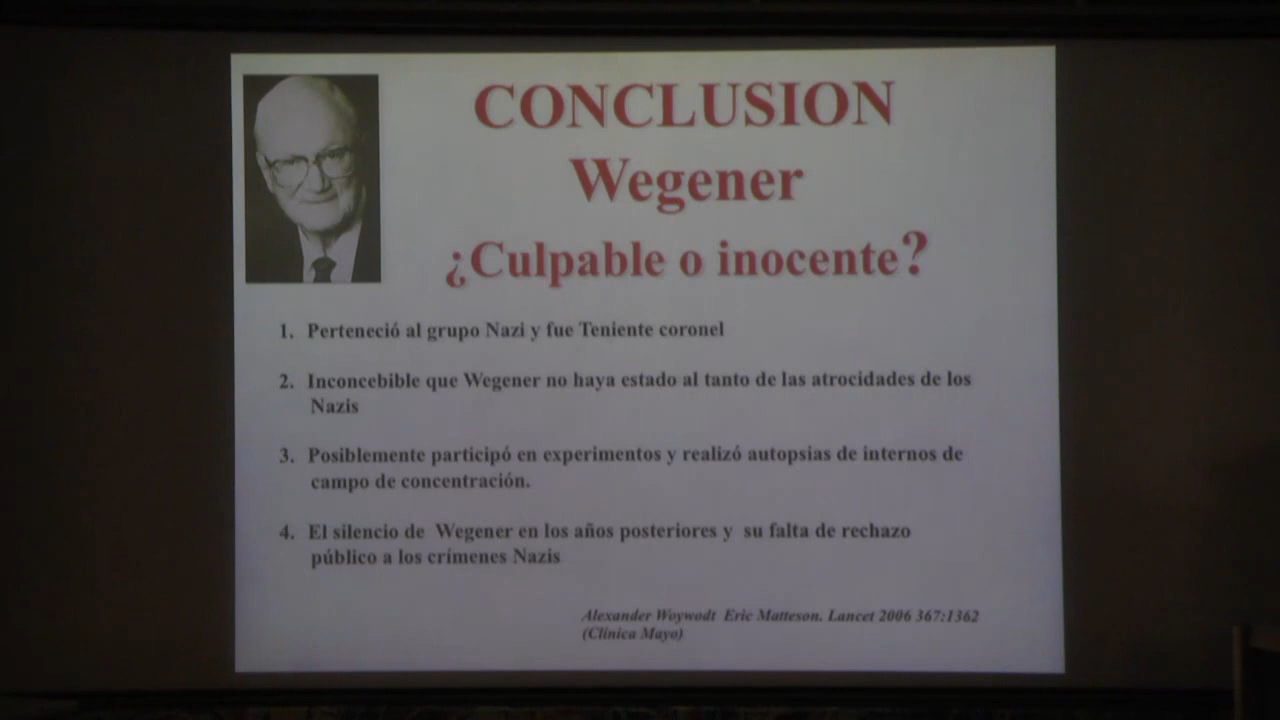 CONCLUSION
Wegener
¿Culpable o inocente?
1. Perteneció al grupo Nazi y fue Teniente coronel
2. Inconcebible que Wegener no haya estado al tanto de las atrocidades de los
Nazis
3. Posiblemente participó en experimentos y realizó autopsias de internos de
campo de concentración.
4. El silencio de Wegener en los años posteriores y su falta de rechazo
público a los crímenes Nazis
Alexander Woywodt Eric Matteson. Lancet 2006 367:1362
(Clinica Mayo)